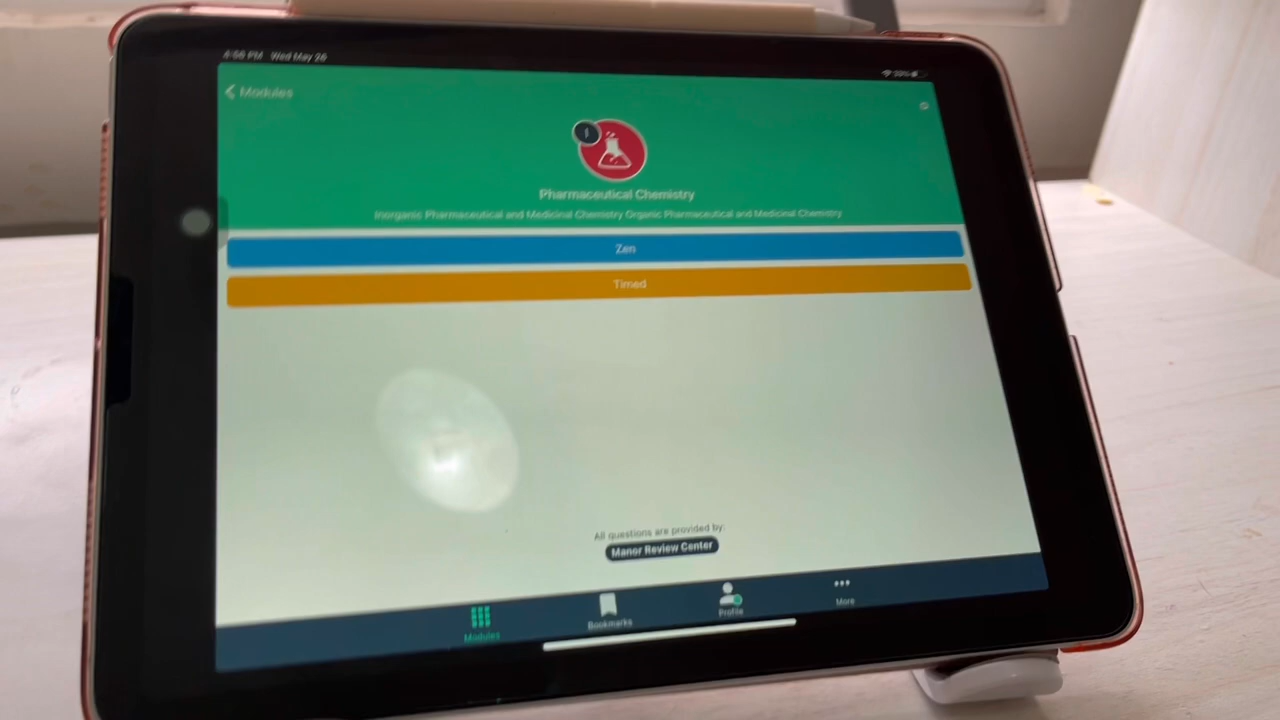 4:56 PM Wed May 26
Modules
1
Pharmaceutical Chemistry
Inorganic Pharmaceutical and Medicinal Chemistry Organic Pharmaceutical and Medicinal Chemistry
Zen
Timed
All questions are provided by:
Manor Review Center
Modules
Bookmarks
Profile
More